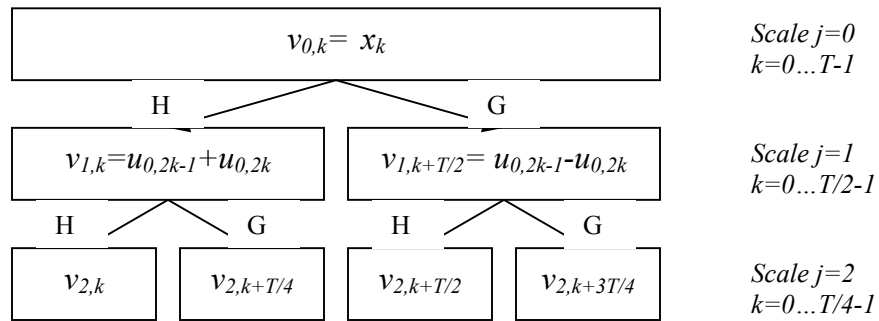 v0,k= xk
Scale j=0
k=0…T-1
H G
v1,k=u0,2k-1+u0,2k
v1,k+T/2= u0,2k-1-u0,2k
Scale j=1
k=0…T/2-1
H G H G
v2,k
v2,k+T/4
v2,k+T/2
v2,k+3T/4
Scale j=2
k=0…T/4-1